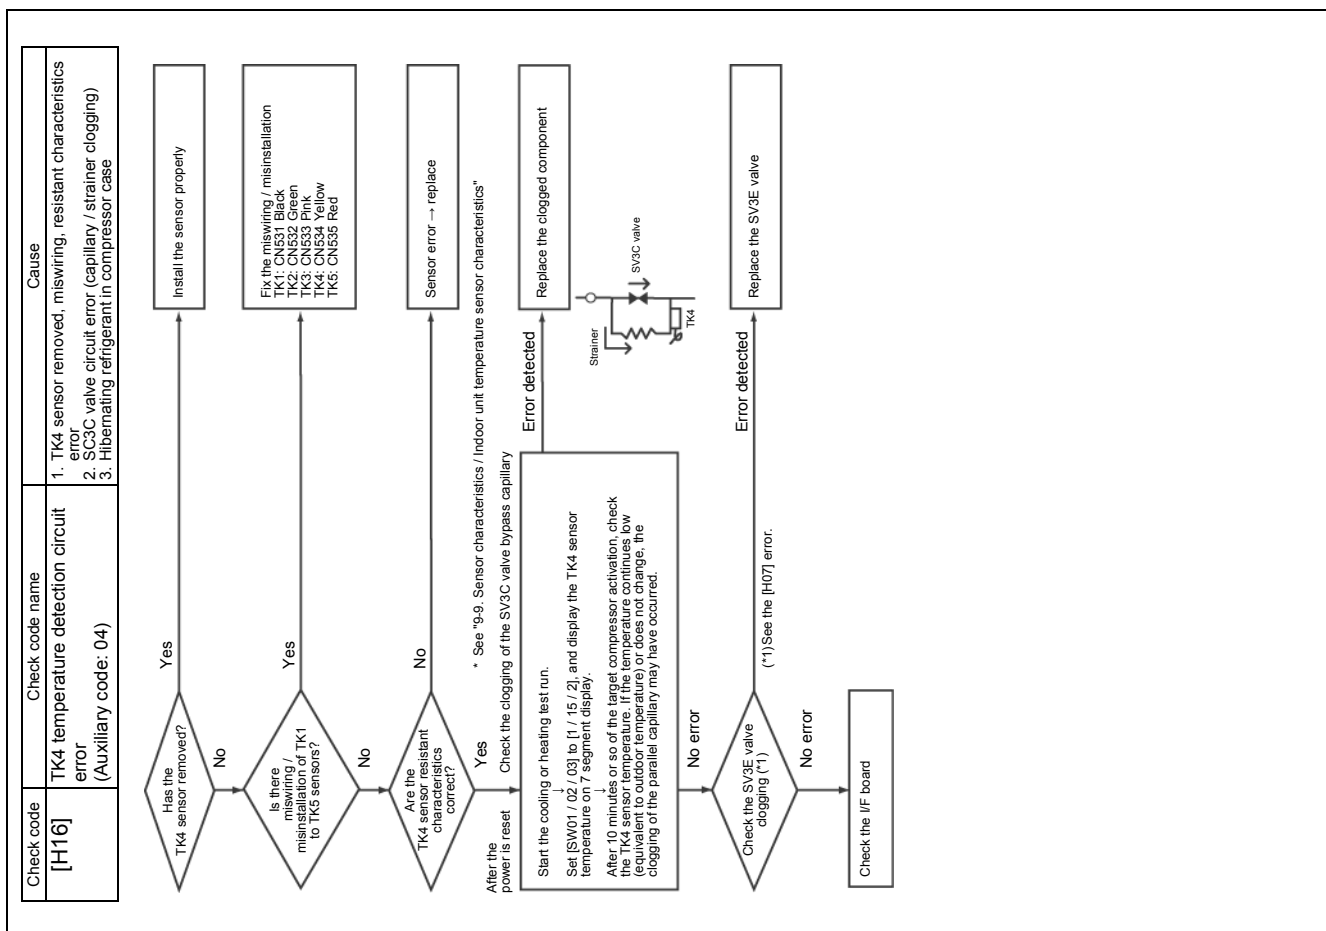 Check code
Check code name
Cause
[H16]
TK4 temperature detection circuit
error
(Auxiliary code: 04)
1. TK4 sensor removed, miswiring, resistant characteristics
error
2. SC3C valve circuit error (capillary / strainer clogging)
3. Hibernating refrigerant in compressor case
Has the
TK4 sensor removed?
Yes
Install the sensor properly
No
Is there
miswiring /
misinstallation of TK1
to TK5 sensors?
Yes
Fix the miswiring / misinstallation
TK1: CN531 Black
TK2: CN532 Green
TK3: CN533 Pink
TK4: CN534 Yellow
TK5: CN535 Red
No
Are the
TK4 sensor resistant
characteristics
correct?
No
Sensor error → replace
* See "9-9. Sensor characteristics / Indoor unit temperature sensor characteristics"
Yes
After the
power is reset
Check the clogging of the SV3C valve bypass capillary
Start the cooling or heating test run.
↓
Set [SW01 / 02 / 03] to [1 / 15 / 2], and display the TK4 sensor
temperature on 7 segment display.
↓
After 10 minutes or so of the target compressor activation, check
the TK4 sensor temperature. If the temperature continues low
(equivalent to outdoor temperature) or does not change, the
clogging of the parallel capillary may have occurred.
Error detected
Replace the clogged component
Strainer
SV3C valve
TK4
No error
Check the SV3E valve
clogging (*1)
(*1)See the [H07] error.
Error detected
Replace the SV3E valve
No error
Check the I/F board